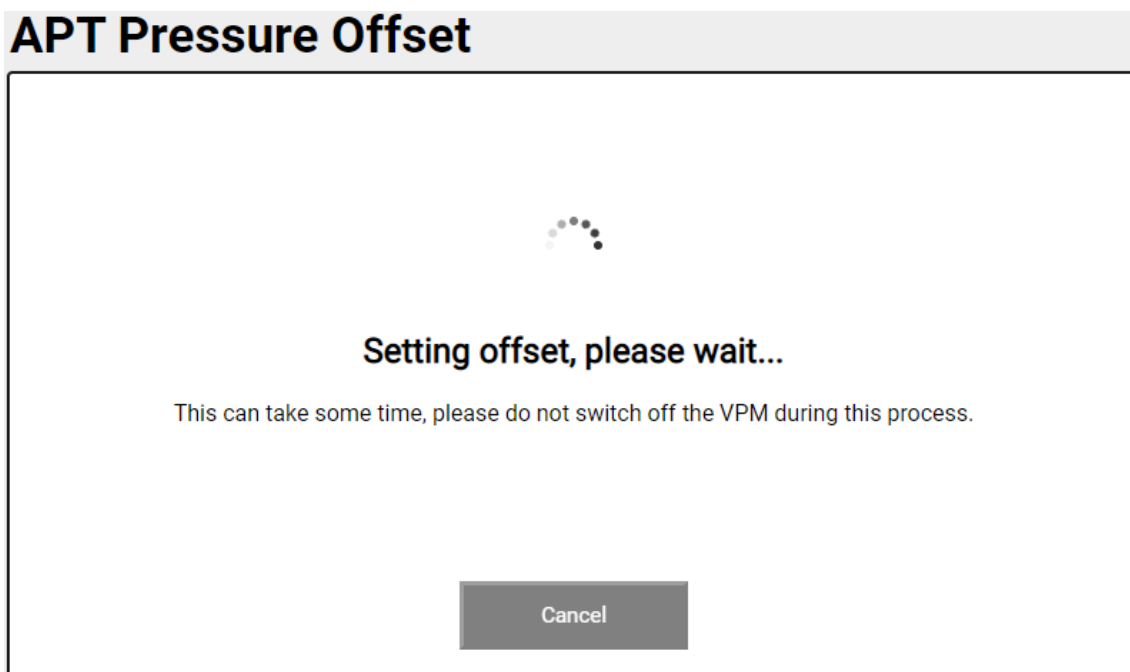 APT Pressure Offset
Setting offset, please wait...
This can take some time, please do not switch off the VPM during this process.
Cancel